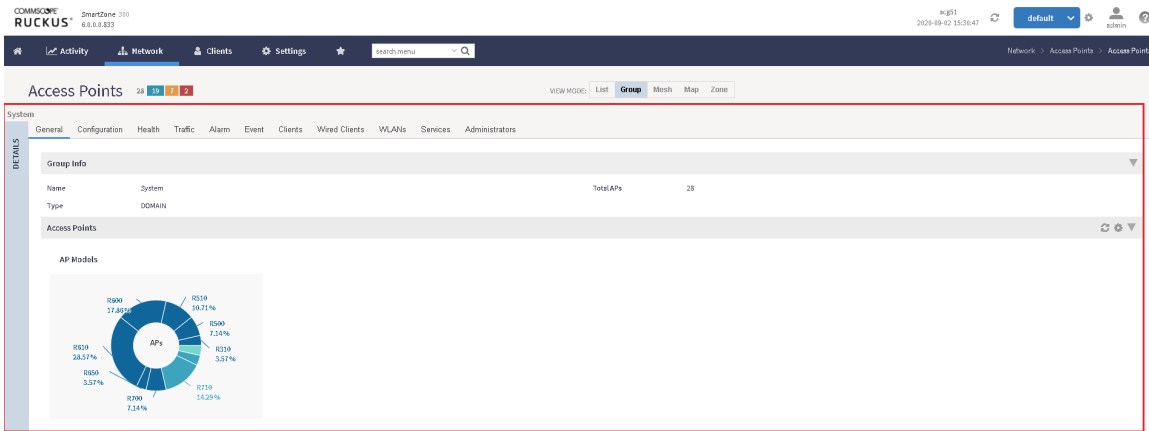 COMMSCOPE®
RUCKUS® SmartZone 300
6.0.0.0.833
scg51
2020-09-02 15:30:47
default
admin
Activity Network Clients Settings search menu
Network > Access Points > Access Point
Access Points 28 19 7 2
VIEW MODE: List Group Mesh Map Zone
System
DETAILS
General Configuration Health Traffic Alarm Event Clients Wired Clients WLANs Services Administrators
Group Info
Name System Total APs 28
Type DOMAIN
Access Points
AP Models
R600
17.86%
R510
10.71%
R500
7.14%
R310
3.57%
APs
R610
28.57%
R650
3.57%
R710
14.29%
R700
7.14%